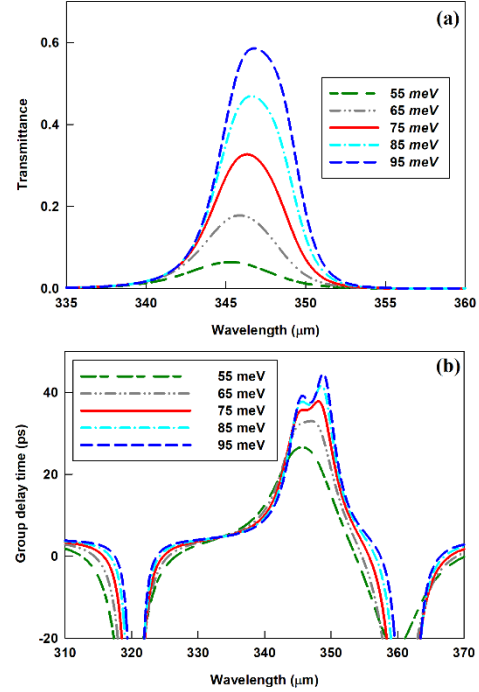 (a)
0.6
0.4
0.2
0.0
Transmittance
55 meV
65 meV
75 meV
85 meV
95 meV
335 340 345 350 355 360
Wavelength (μm)
(b)
40
20
0
-20
Group delay time (ps)
55 meV
65 meV
75 meV
85 meV
95 meV
310 320 330 340 350 360 370
Wavelength (μm)